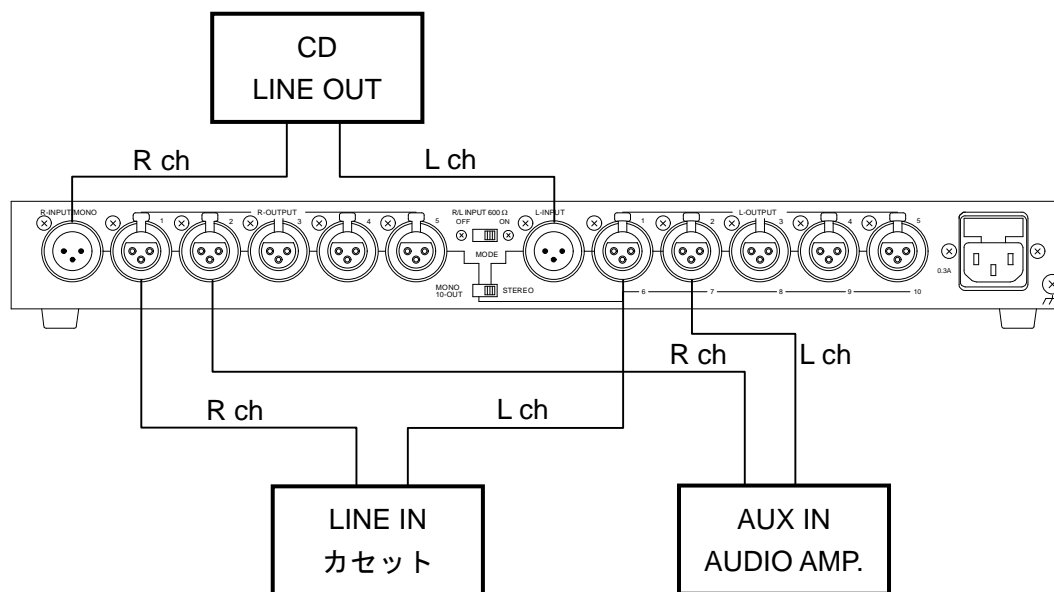 CD
LINE OUT
R ch
L ch
R-INPUT/MONO
1
2
R-OUTPUT
3
4
5
R/L INPUT 600 Ω
OFF
ON
MODE
MONO
10-OUT
STEREO
L-INPUT
1
2
L-OUTPUT
3
4
5
6
7
8
9
10
0.3A
R ch
L ch
R ch
L ch
LINE IN
カセット
AUX IN
AUDIO AMP.